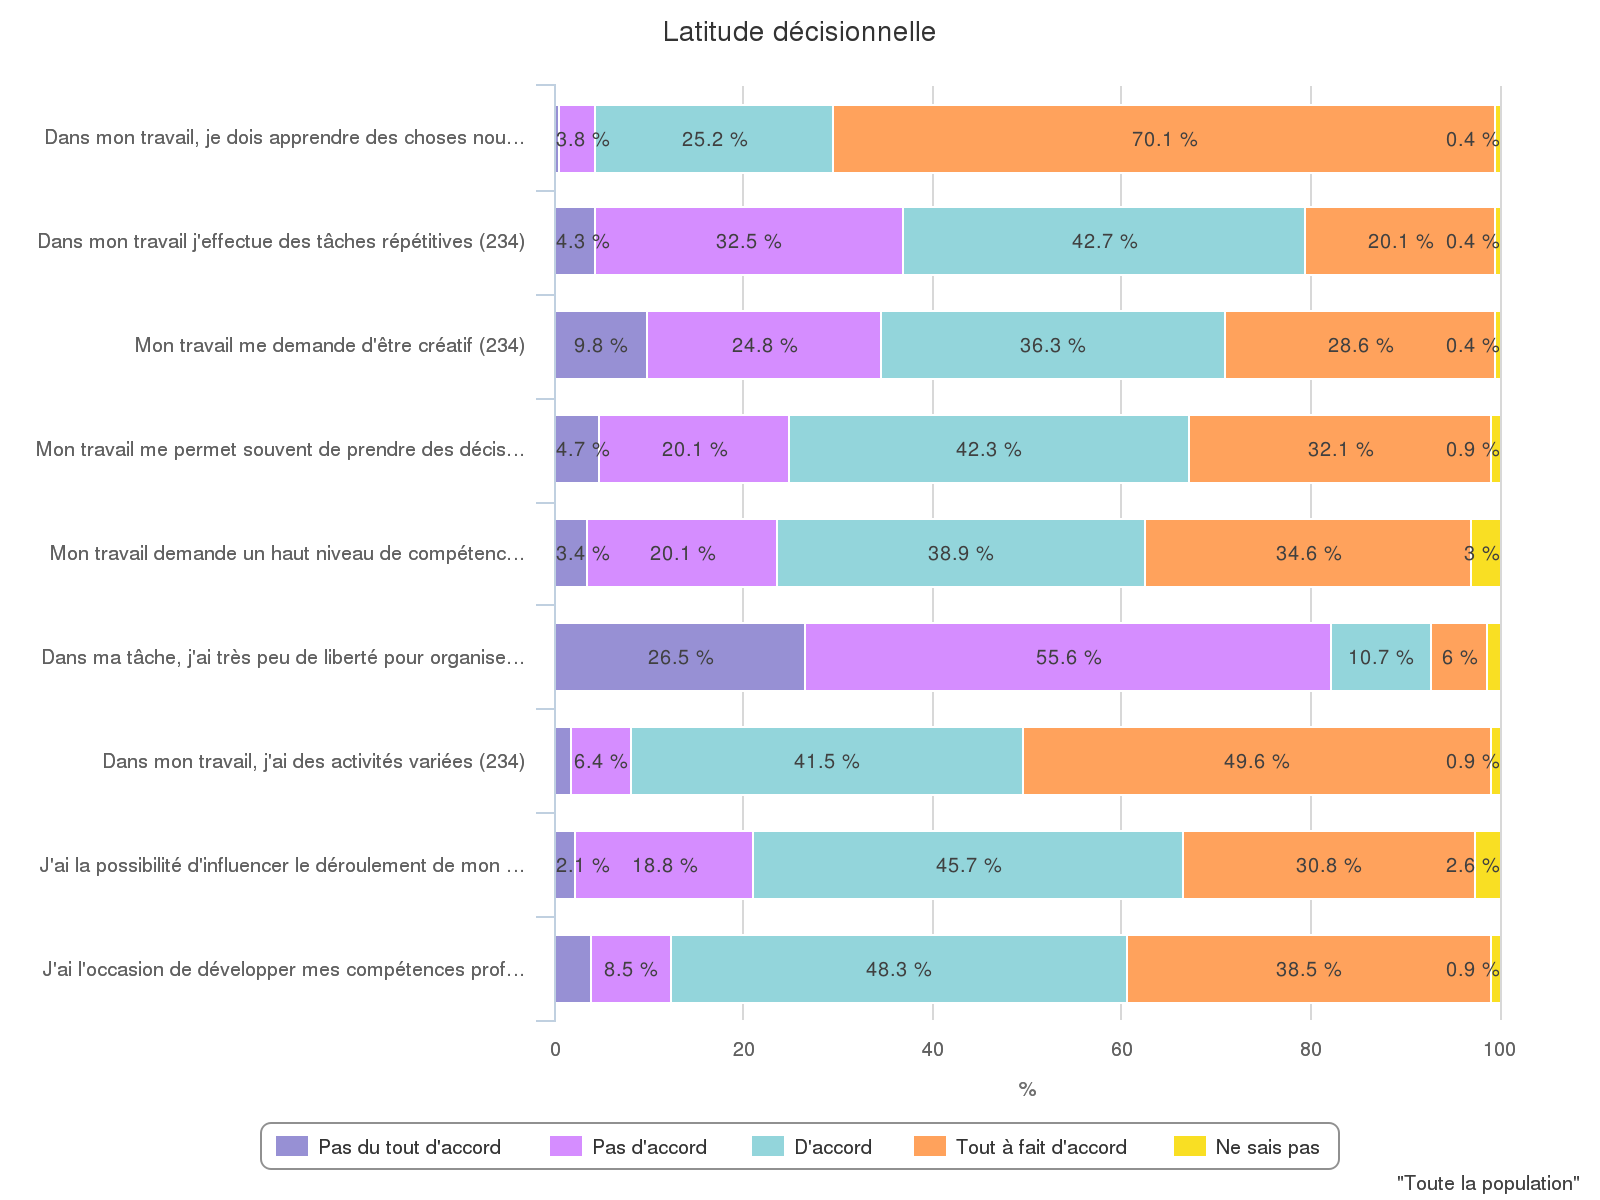 Latitude décisionnelle
Dans mon travail, je dois apprendre des choses nou... 3.8 % 25.2 % 70.1 % 0.4 %
Dans mon travail j'effectue des tâches répétitives (234) 4.3 % 32.5 % 42.7 % 20.1 % 0.4 %
Mon travail me demande d'être créatif (234) 9.8 % 24.8 % 36.3 % 28.6 % 0.4 %
Mon travail me permet souvent de prendre des décis... 4.7 % 20.1 % 42.3 % 32.1 % 0.9 %
Mon travail demande un haut niveau de compétenc... 3.4 % 20.1 % 38.9 % 34.6 % 3 %
Dans ma tâche, j'ai très peu de liberté pour organise... 26.5 % 55.6 % 10.7 % 6 %
Dans mon travail, j'ai des activités variées (234) 6.4 % 41.5 % 49.6 % 0.9 %
J'ai la possibilité d'influencer le déroulement de mon ... 2.1 % 18.8 % 45.7 % 30.8 % 2.6 %
J'ai l'occasion de développer mes compétences prof... 8.5 % 48.3 % 38.5 % 0.9 %
0 20 40 60 80 100
%
Pas du tout d'accord Pas d'accord D'accord Tout à fait d'accord Ne sais pas
"Toute la population"